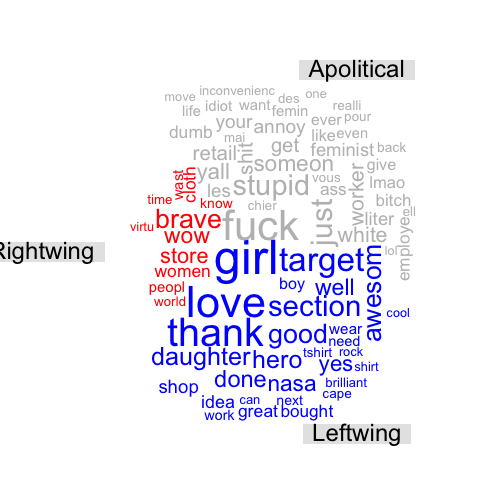 Apolitical
inconvenienc
move des one
life idiot want femin realli
your ever pour
dumb annoy like even
mai
retail shit get feminist back
yall someon give
wast cloth les stupid vous ass worker lmao
time know chier just bitch
virtu brave fuck liter ell
wow white employe
Rightwing store girl target lol
women
peopl boy well awesom
world love section cool
thank good wear
need
daughter hero tshirt rock
yes shirt
shop done nasa brilliant
cape
idea can next
work great bought
Leftwing